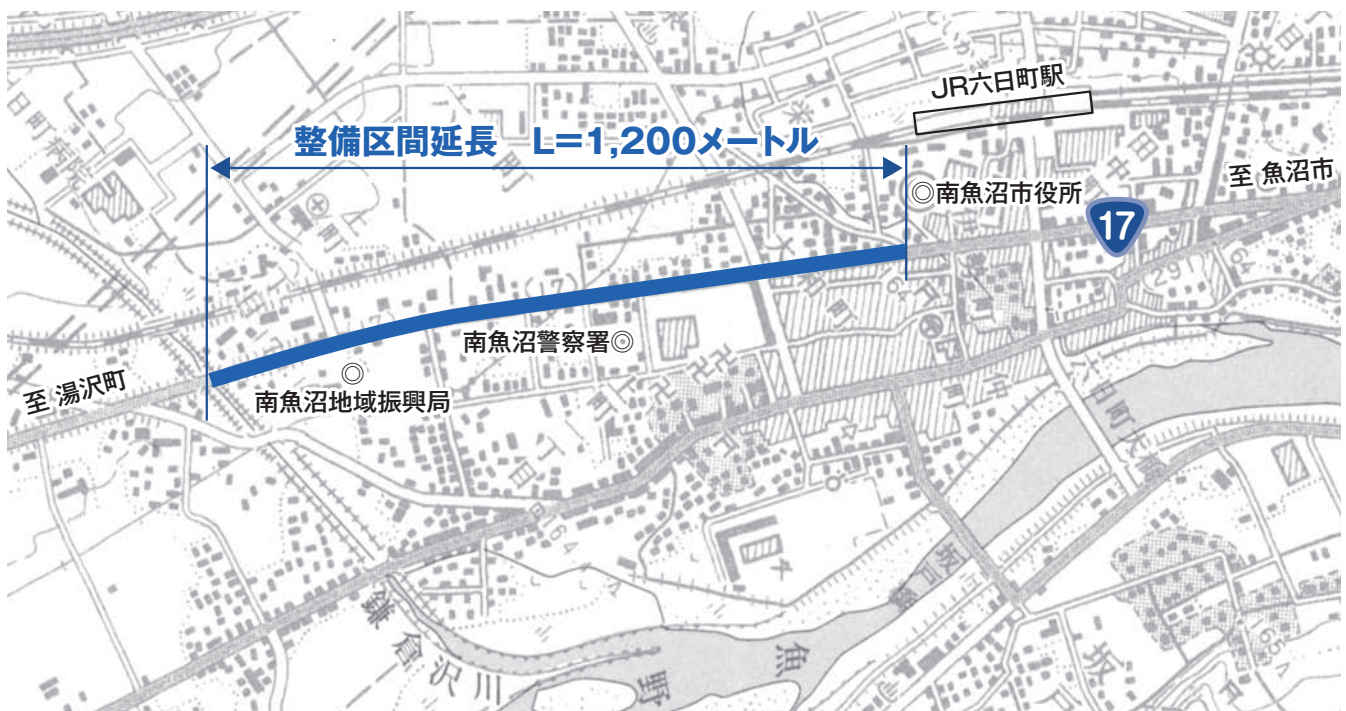 JR六日町駅
整備区間延長 L=1,200メートル
至 魚沼市
◎南魚沼市役所
17
南魚沼警察署◎
至 湯沢町
◎
南魚沼地域振興局
鎌倉沢川
魚
野
坂